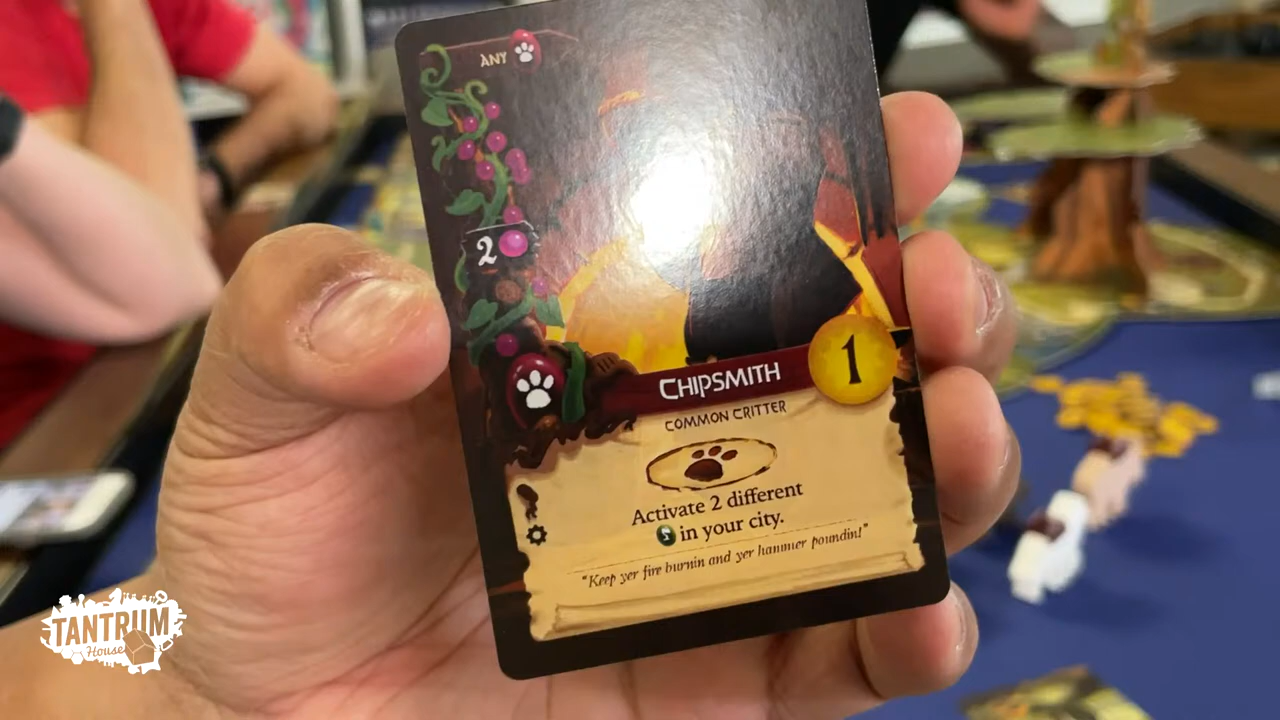 ANY
2
CHIPSMITH
1
COMMON CRITTER
Activate 2 different
in your city.
"Keep yer fire burnin and yer hammer poundin!"
TANTRUM
House